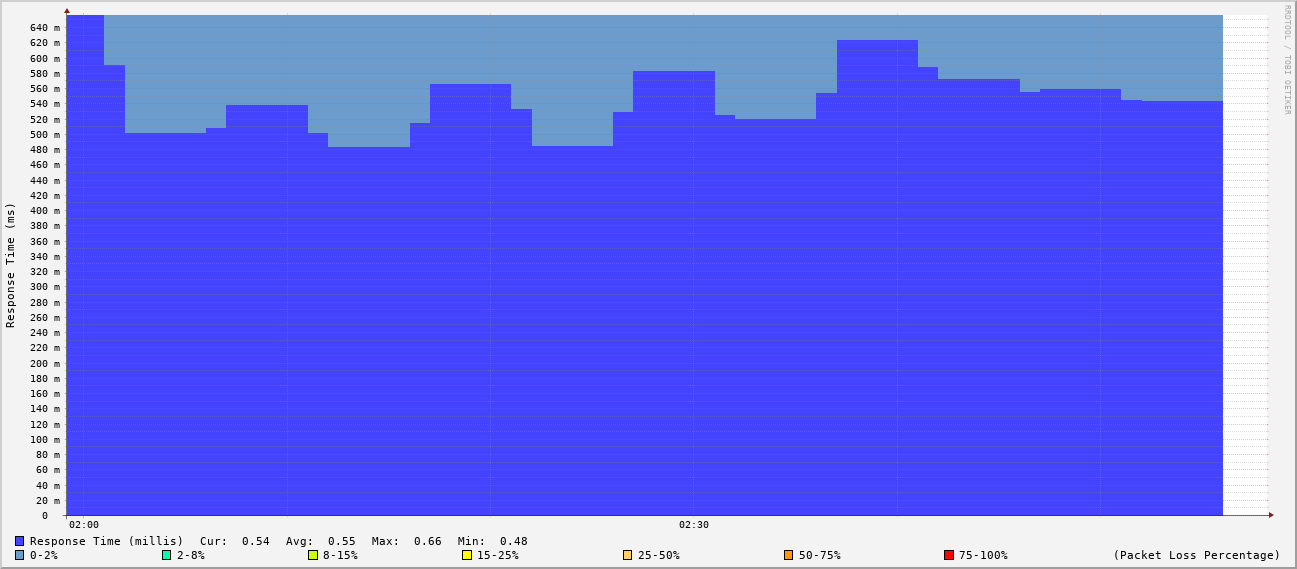 RRDTOOL / TOBI OETIKER
Response Time (ms)
640 m
620 m
600 m
580 m
560 m
540 m
520 m
500 m
480 m
460 m
440 m
420 m
400 m
380 m
360 m
340 m
320 m
300 m
280 m
260 m
240 m
220 m
200 m
180 m
160 m
140 m
120 m
100 m
80 m
60 m
40 m
20 m
0
02:00 02:30
Response Time (millis) Cur: 0.54 Avg: 0.55 Max: 0.66 Min: 0.48
0-2% 2-8% 8-15% 15-25% 25-50% 50-75% 75-100% (Packet Loss Percentage)